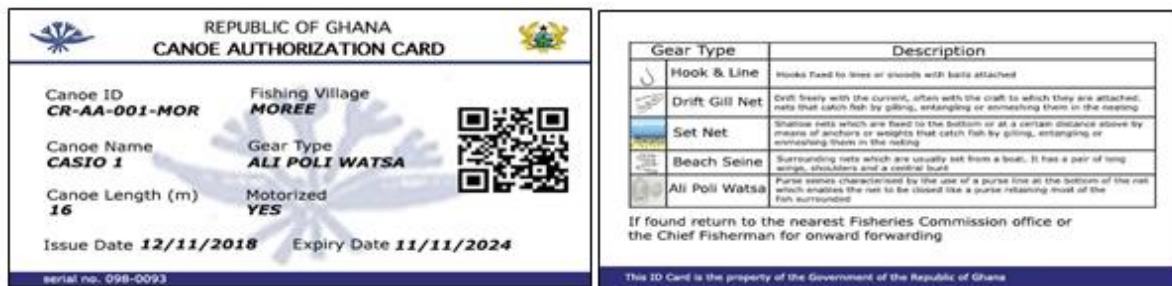 REPUBLIC OF GHANA
CANOE AUTHORIZATION CARD
Canoe ID
CR-AA-001-MOR
Fishing Village
MOREE
Canoe Name
CASIO 1
Gear Type
ALI POLI WATSA
Canoe Length (m)
16
Motorized
YES
Issue Date 12/11/2018 Expiry Date 11/11/2024
serial no. 098-0093
Gear Type Description
Hook & Line Hooks fixed to lines or snoods with baits attached
Drift Gill Net Drift freely with the current, often with the craft to which they are attached,
nets that catch fish by gilling, entangling or enmeshing them in the neeting
Set Net Shallow nets which are fixed to the bottom or at a certain distance above by
means of anchors or weights that catch fish by gilling, entangling or
enmeshing them in the neting
Beach Seine Surrounding nets which are usually set from a boat. It has a pair of long
wings, shoulders and a central bunt
Ali Poli Watsa Purse seines characterised by the use of a purse line at the bottom of the net
which enables the net to be closed like a purse retaining most of the
fish surrounded
If found return to the nearest Fisheries Commission office or
the Chief Fisherman for onward forwarding
This ID Card is the property of the Government of the Republic of Ghana